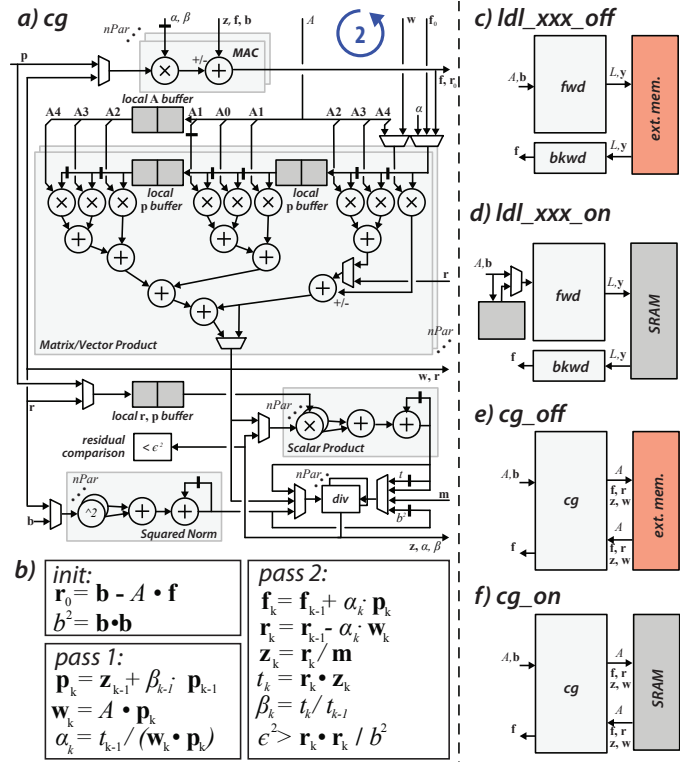 a) cg
nPar
α, β
z, f, b
A
2
w
f₀
MAC
p
+/-
f, r₀
local A buffer
α
A4 A3 A2 A1 A0 A1 A2 A3 A4
local
p buffer
local
p buffer
r
+/-
Matrix/Vector Product
nPar
w, r
r
local r, p buffer
nPar
residual
comparison
< ϵ²
Scalar Product
nPar
nPar
t
div
m
b
^2
b²
Squared Norm
z, α, β
b)
init:
r₀ = b - A • f
b² = b•b
pass 1:
pₖ = zₖ₋₁ + βₖ₋₁· pₖ₋₁
wₖ = A • pₖ
αₖ = tₖ₋₁ / (wₖ • pₖ)
pass 2:
fₖ = fₖ₋₁ + αₖ· pₖ
rₖ = rₖ₋₁ - αₖ· wₖ
zₖ = rₖ / m
tₖ = rₖ • zₖ
βₖ = tₖ / tₖ₋₁
ϵ² > rₖ • rₖ / b²
c) ldl_xxx_off
A,b
fwd
L,y
ext. mem.
f
bkwd
L,y
d) ldl_xxx_on
A,b
fwd
L,y
SRAM
f
bkwd
L,y
e) cg_off
A,b
cg
A
f, r
z, w
ext. mem.
A
f
f, r
z, w
f) cg_on
A,b
cg
A
f, r
z, w
SRAM
A
f
f, r
z, w